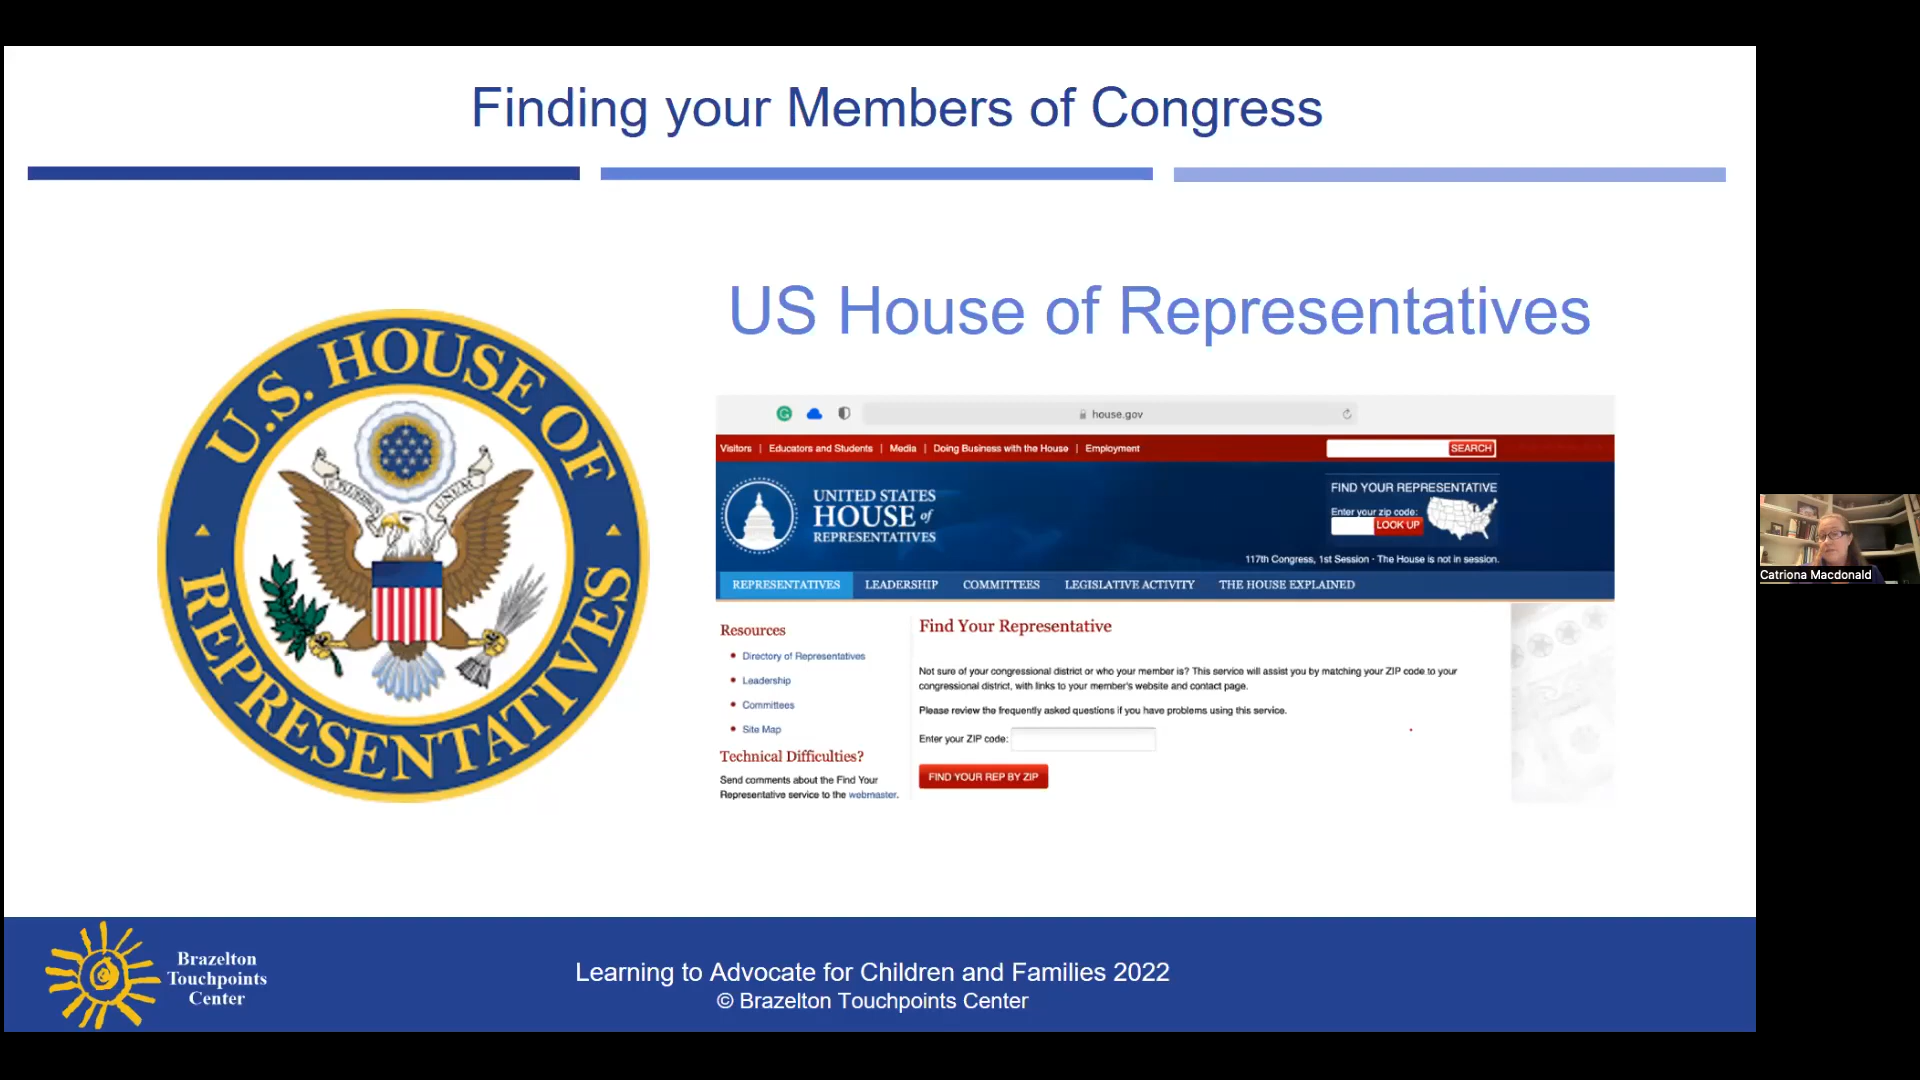 Finding your Members of Congress
US House of Representatives
U.S. HOUSE OF
REPRESENTATIVES
house.gov
Visitors | Educators and Students | Media | Doing Business with the House | Employment
SEARCH
UNITED STATES
HOUSE of
REPRESENTATIVES
FIND YOUR REPRESENTATIVE
Enter your zip code:
LOOK UP
117th Congress, 1st Session - The House is not in session.
REPRESENTATIVES LEADERSHIP COMMITTEES LEGISLATIVE ACTIVITY THE HOUSE EXPLAINED
Resources
Directory of Representatives
Leadership
Committees
Site Map
Technical Difficulties?
Send comments about the Find Your
Representative service to the webmaster.
Find Your Representative
Not sure of your congressional district or who your member is? This service will assist you by matching your ZIP code to your
congressional district, with links to your member's website and contact page.
Please review the frequently asked questions if you have problems using this service.
Enter your ZIP code:
FIND YOUR REP BY ZIP
Catriona Macdonald
Brazelton
Touchpoints
Center
Learning to Advocate for Children and Families 2022
© Brazelton Touchpoints Center